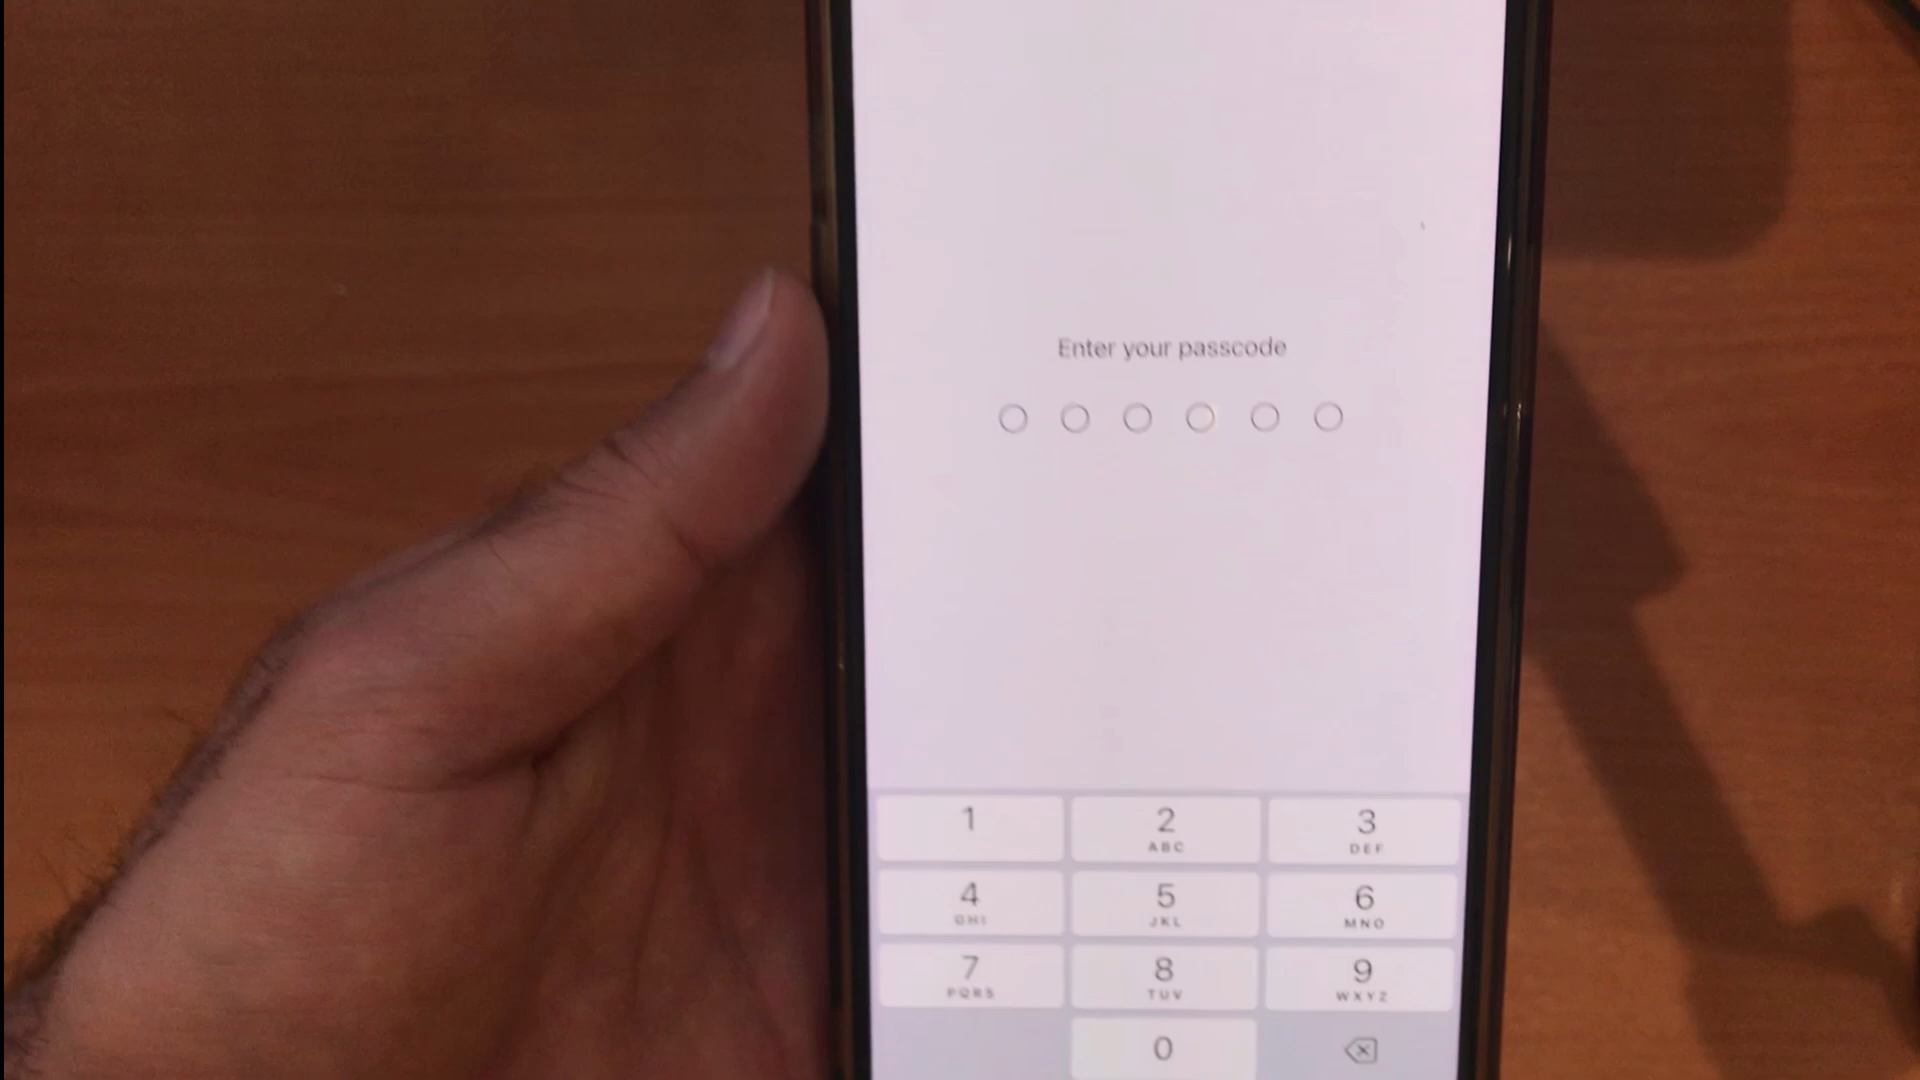 Enter your passcode
1 2 3
ABC DEF
4 5 6
GHI JKL MNO
7 8 9
PQRS TUV WXYZ
0